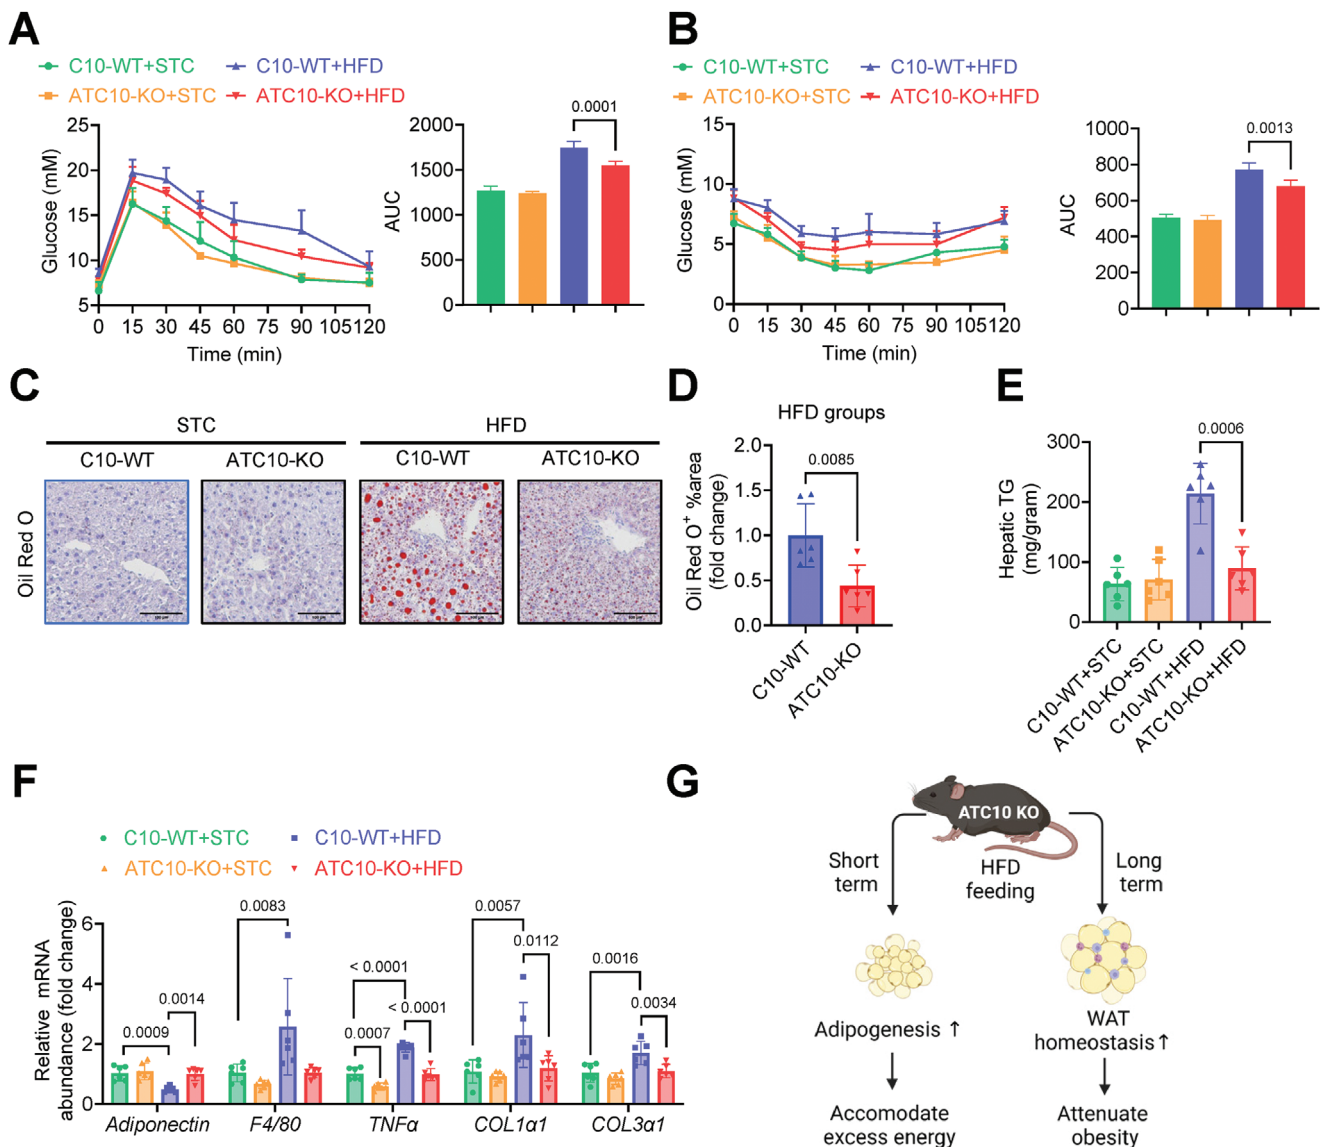 A
C10-WT+STC
C10-WT+HFD
ATC10-KO+STC
ATC10-KO+HFD
Glucose (mM)
25
20
15
10
5
0 15 30 45 60 75 90 105 120
Time (min)
AUC
2000
1500
1000
500
0
0.0001
B
C10-WT+STC
C10-WT+HFD
ATC10-KO+STC
ATC10-KO+HFD
Glucose (mM)
15
10
5
0
0 15 30 45 60 75 90 105 120
Time (min)
AUC
1000
800
600
400
200
0
0.0013
C
STC
HFD
C10-WT
ATC10-KO
C10-WT
ATC10-KO
Oil Red O
D
HFD groups
Oil Red O⁺ %area
(fold change)
2.0
1.5
1.0
0.5
0.0
0.0085
C10-WT
ATC10-KO
E
Hepatic TG
(mg/gram)
300
200
100
0
0.0006
C10-WT+STC
ATC10-KO+STC
C10-WT+HFD
ATC10-KO+HFD
F
C10-WT+STC
C10-WT+HFD
ATC10-KO+STC
ATC10-KO+HFD
Relative mRNA
abundance (fold change)
6
4
2
0
0.0009
0.0014
0.0083
< 0.0001
0.0007
< 0.0001
0.0057
0.0112
0.0016
0.0034
Adiponectin
F4/80
TNFα
COL1α1
COL3α1
G
ATC10 KO
Short
term
HFD
feeding
Long
term
Adipogenesis ↑
WAT
homeostasis↑
Accomodate
excess energy
Attenuate
obesity